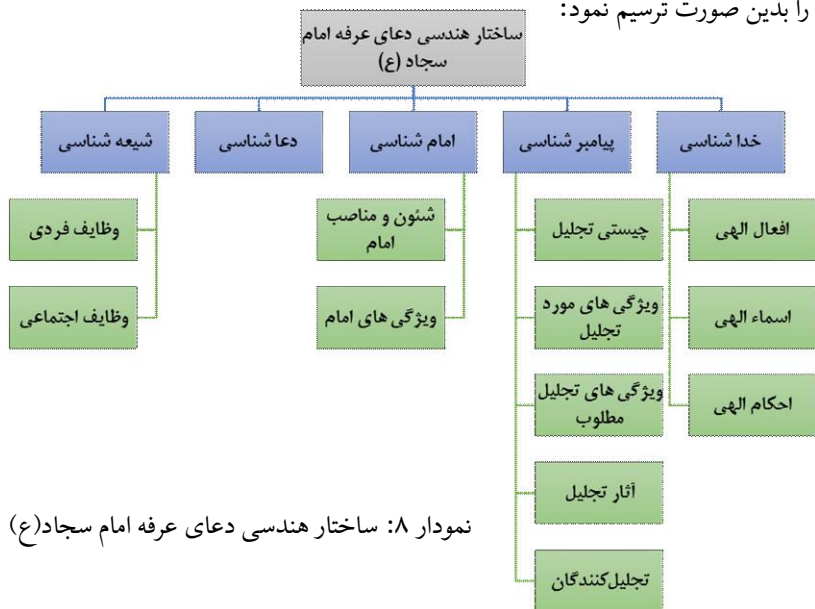 را بدین صورت ترسیم نمود:
ساختار هندسی دعای عرفه امام
سجاد (ع)
خدا شناسی
پیامبر شناسی
امام شناسی
دعا شناسی
شیعه شناسی
افعال الهی
اسماء الهی
احکام الهی
چیستی تجلیل
ویژگی های مورد
تجلیل
ویژگی های تجلیل
مطلوب
آثار تجلیل
تجلیل‌کنندگان
شئون و مناصب
امام
ویژگی های امام
وظایف فردی
وظایف اجتماعی
نمودار ۸: ساختار هندسی دعای عرفه امام سجاد(ع)